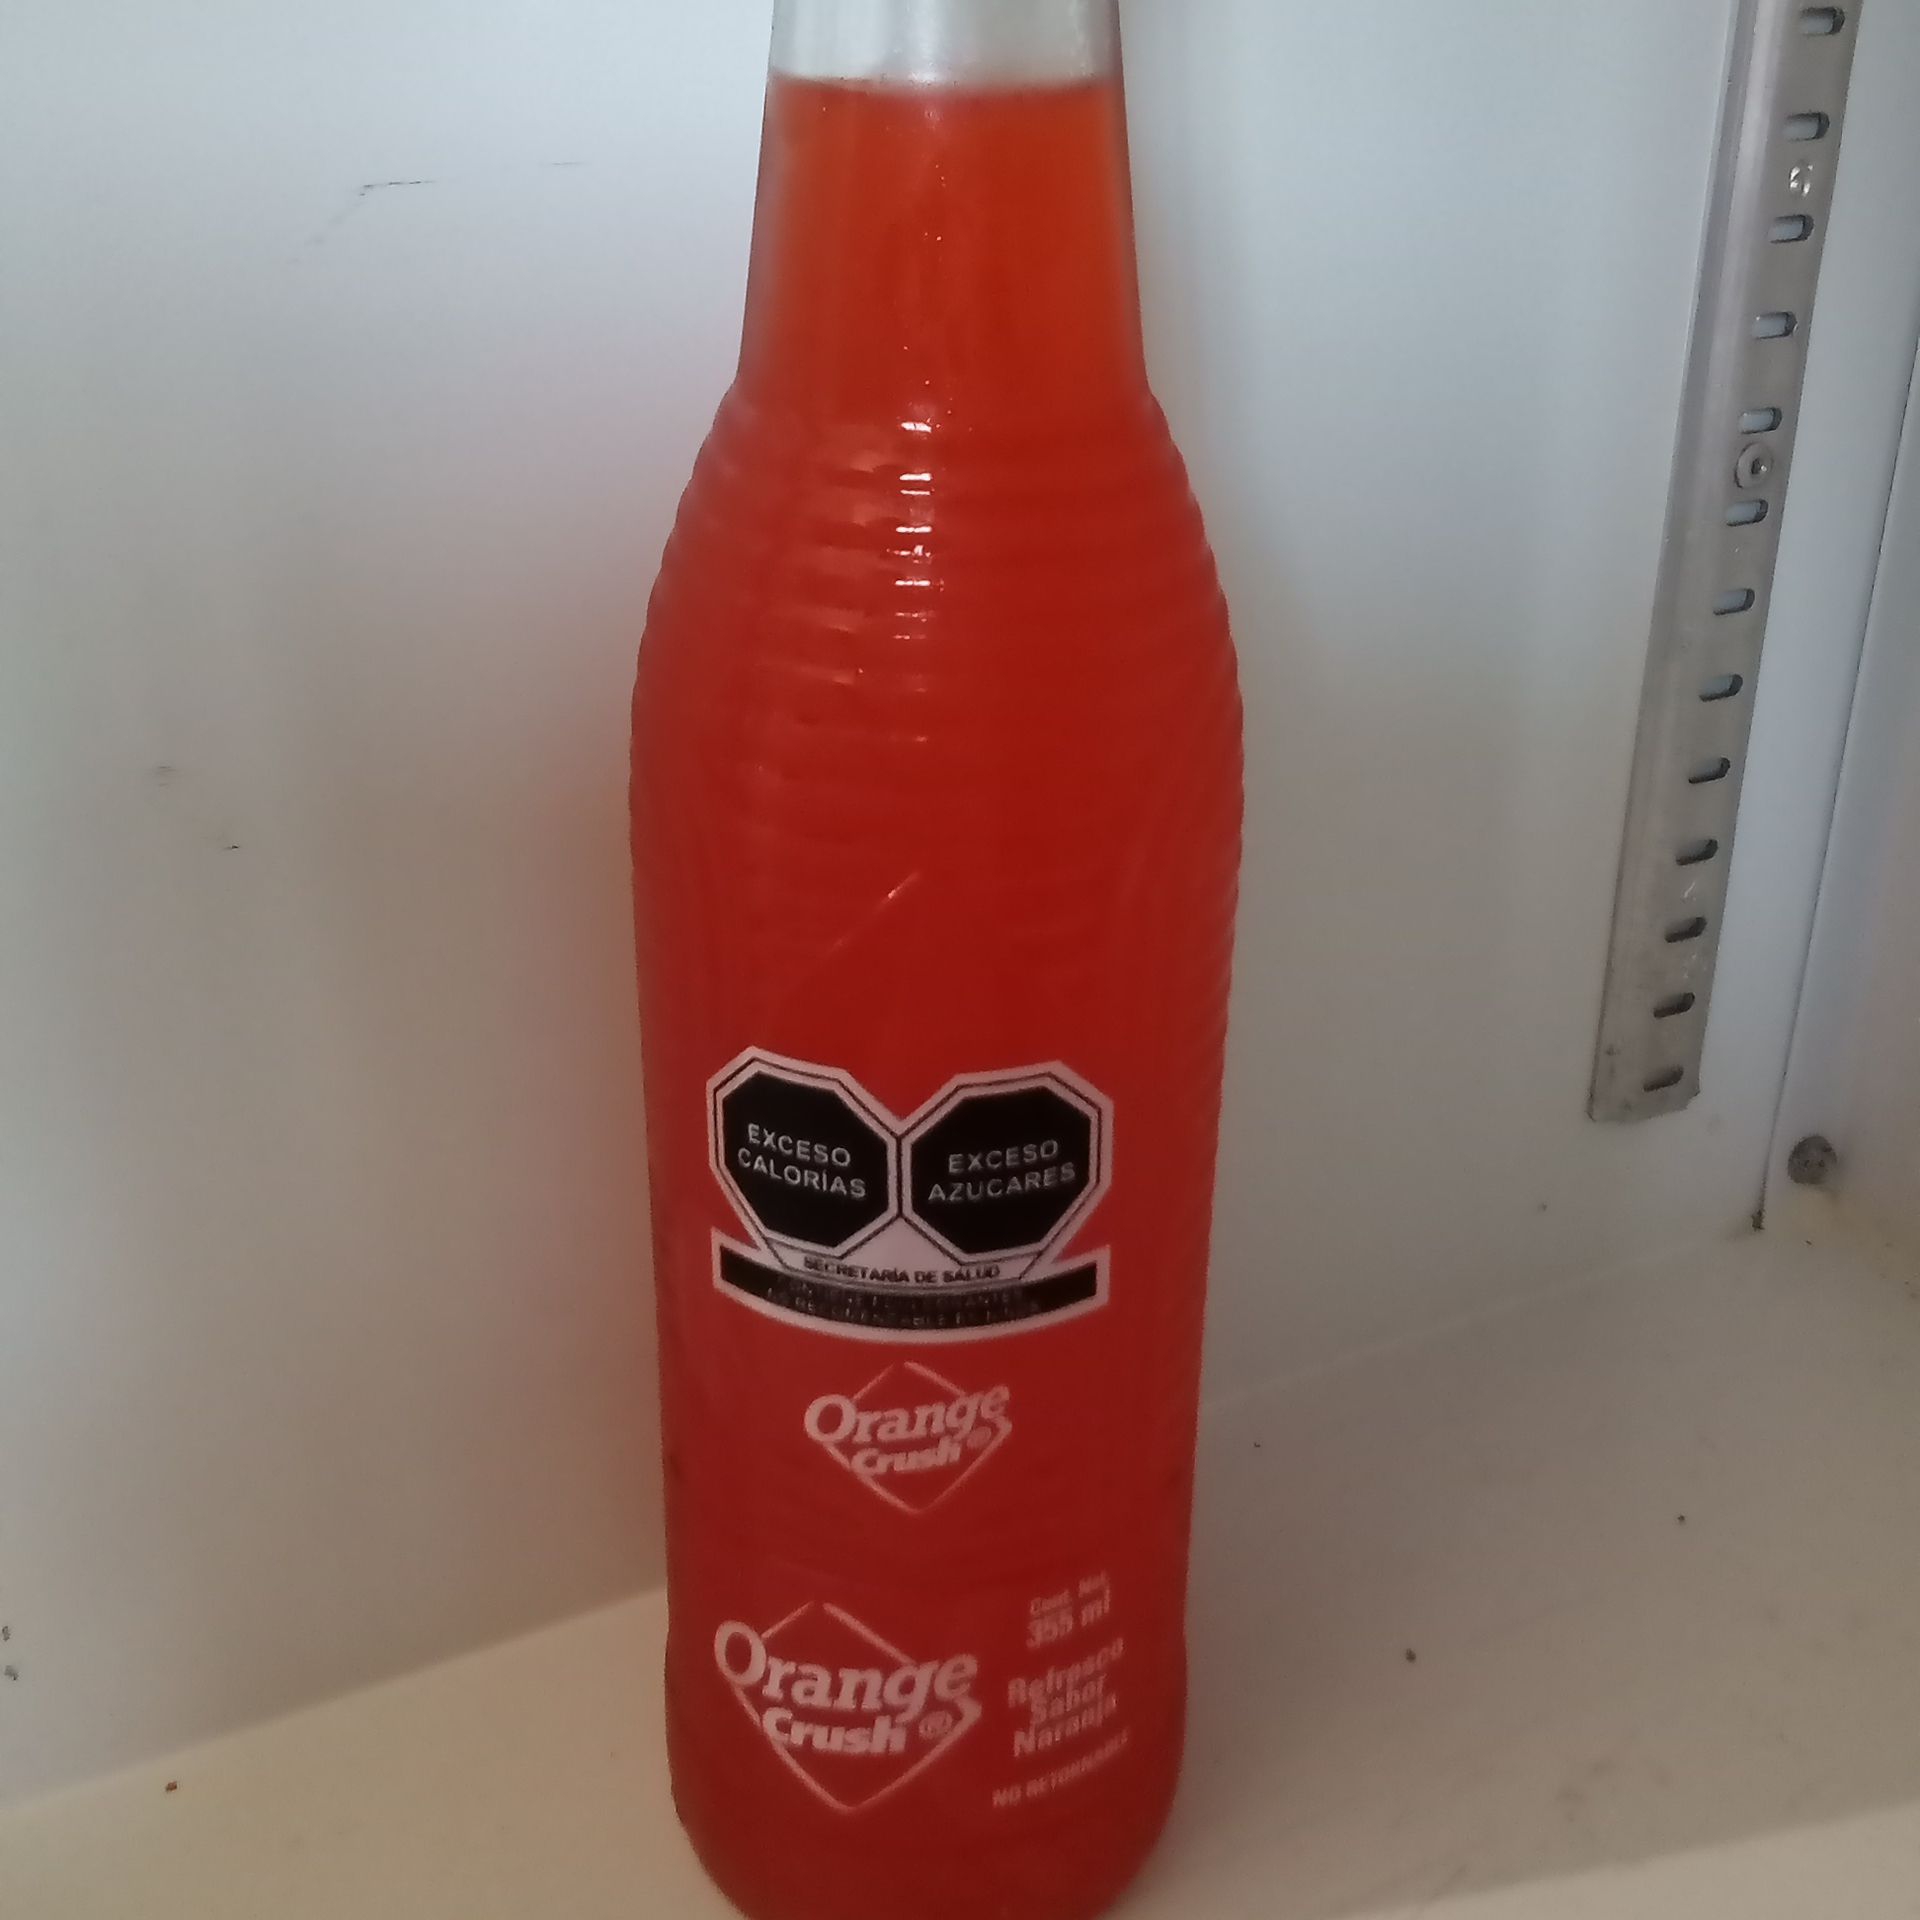 EXCESO
CALORÍAS
EXCESO
AZUCARES
SECRETARÍA DE SALUD
Orange
Crush®
Orange
Crush®
Cont. Net.
355 ml
Refresco
Sabor
Naranja
NO RETORNABLE